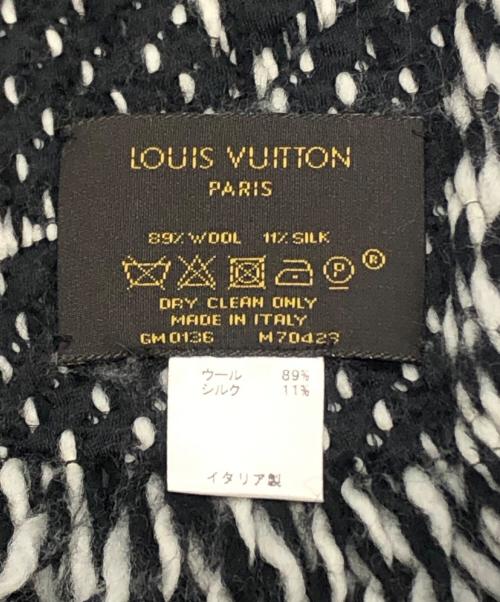 LOUIS VUITTON
PARIS
89% WOOL 11% SILK
P ®
DRY CLEAN ONLY
MADE IN ITALY
GM0136 M70429
ウール 89%
シルク 11%
イタリア製